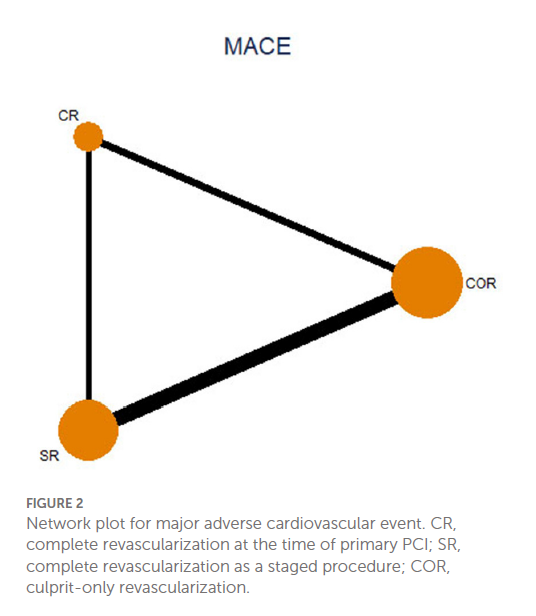 MACE
CR
COR
SR
FIGURE 2
Network plot for major adverse cardiovascular event. CR,
complete revascularization at the time of primary PCI; SR,
complete revascularization as a staged procedure; COR,
culprit-only revascularization.